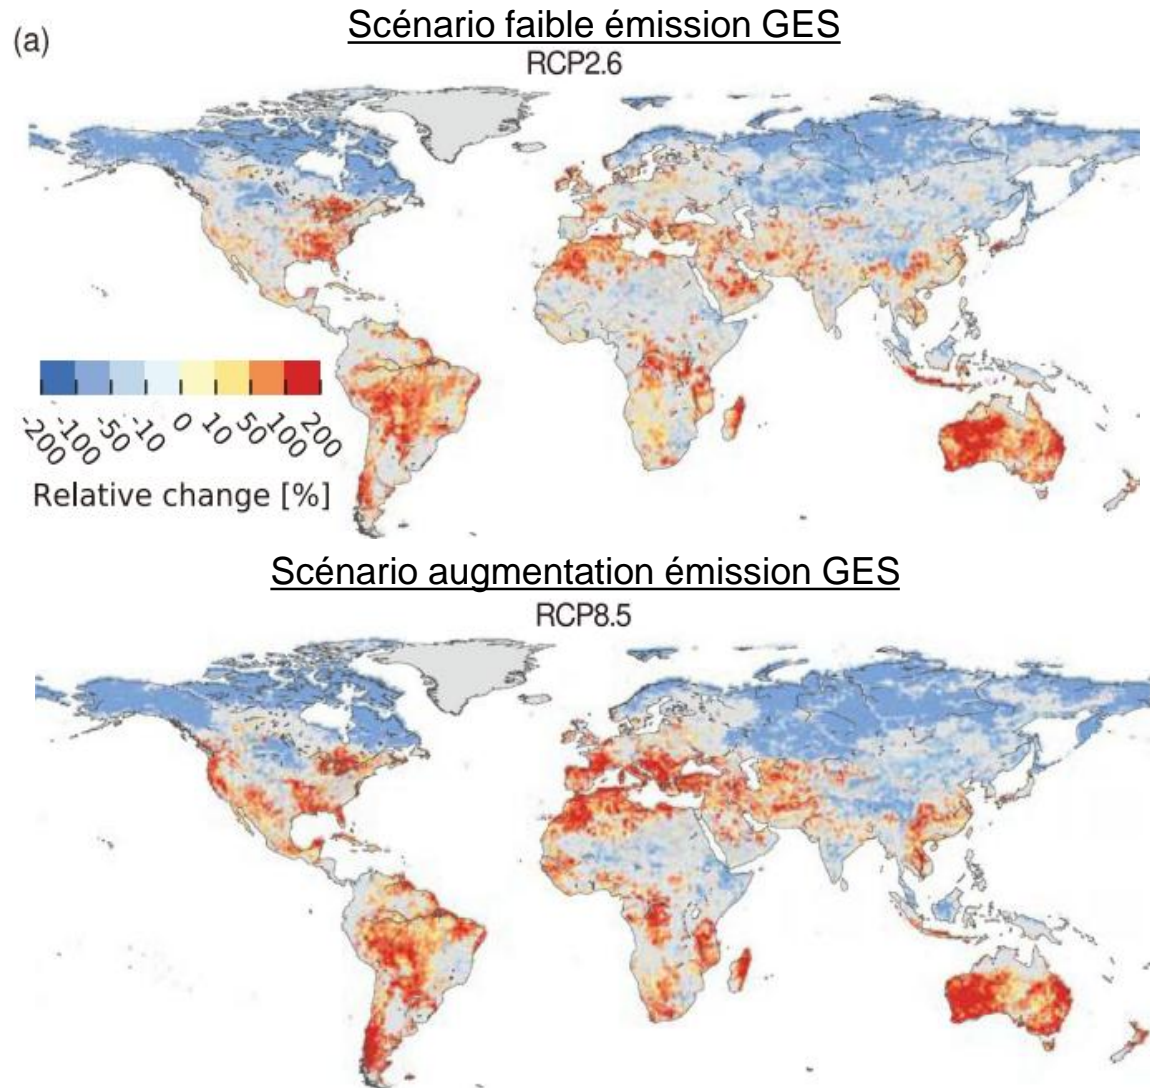 Scénario faible émission GES
(a)
RCP2.6
-200 -100 -50 -10 0 10 50 100 200
Relative change [%]
Scénario augmentation émission GES
RCP8.5